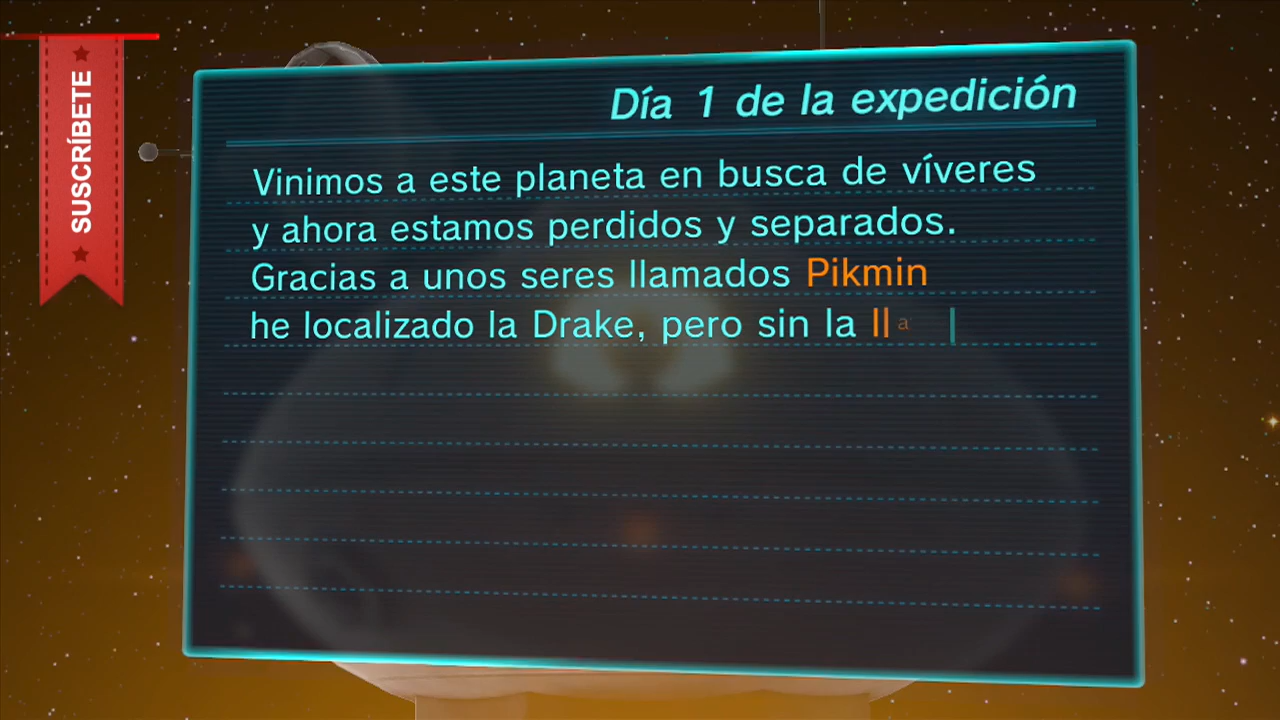 SUSCRÍBETE
Día 1 de la expedición
Vinimos a este planeta en busca de víveres
y ahora estamos perdidos y separados.
Gracias a unos seres llamados Pikmin
he localizado la Drake, pero sin la lla